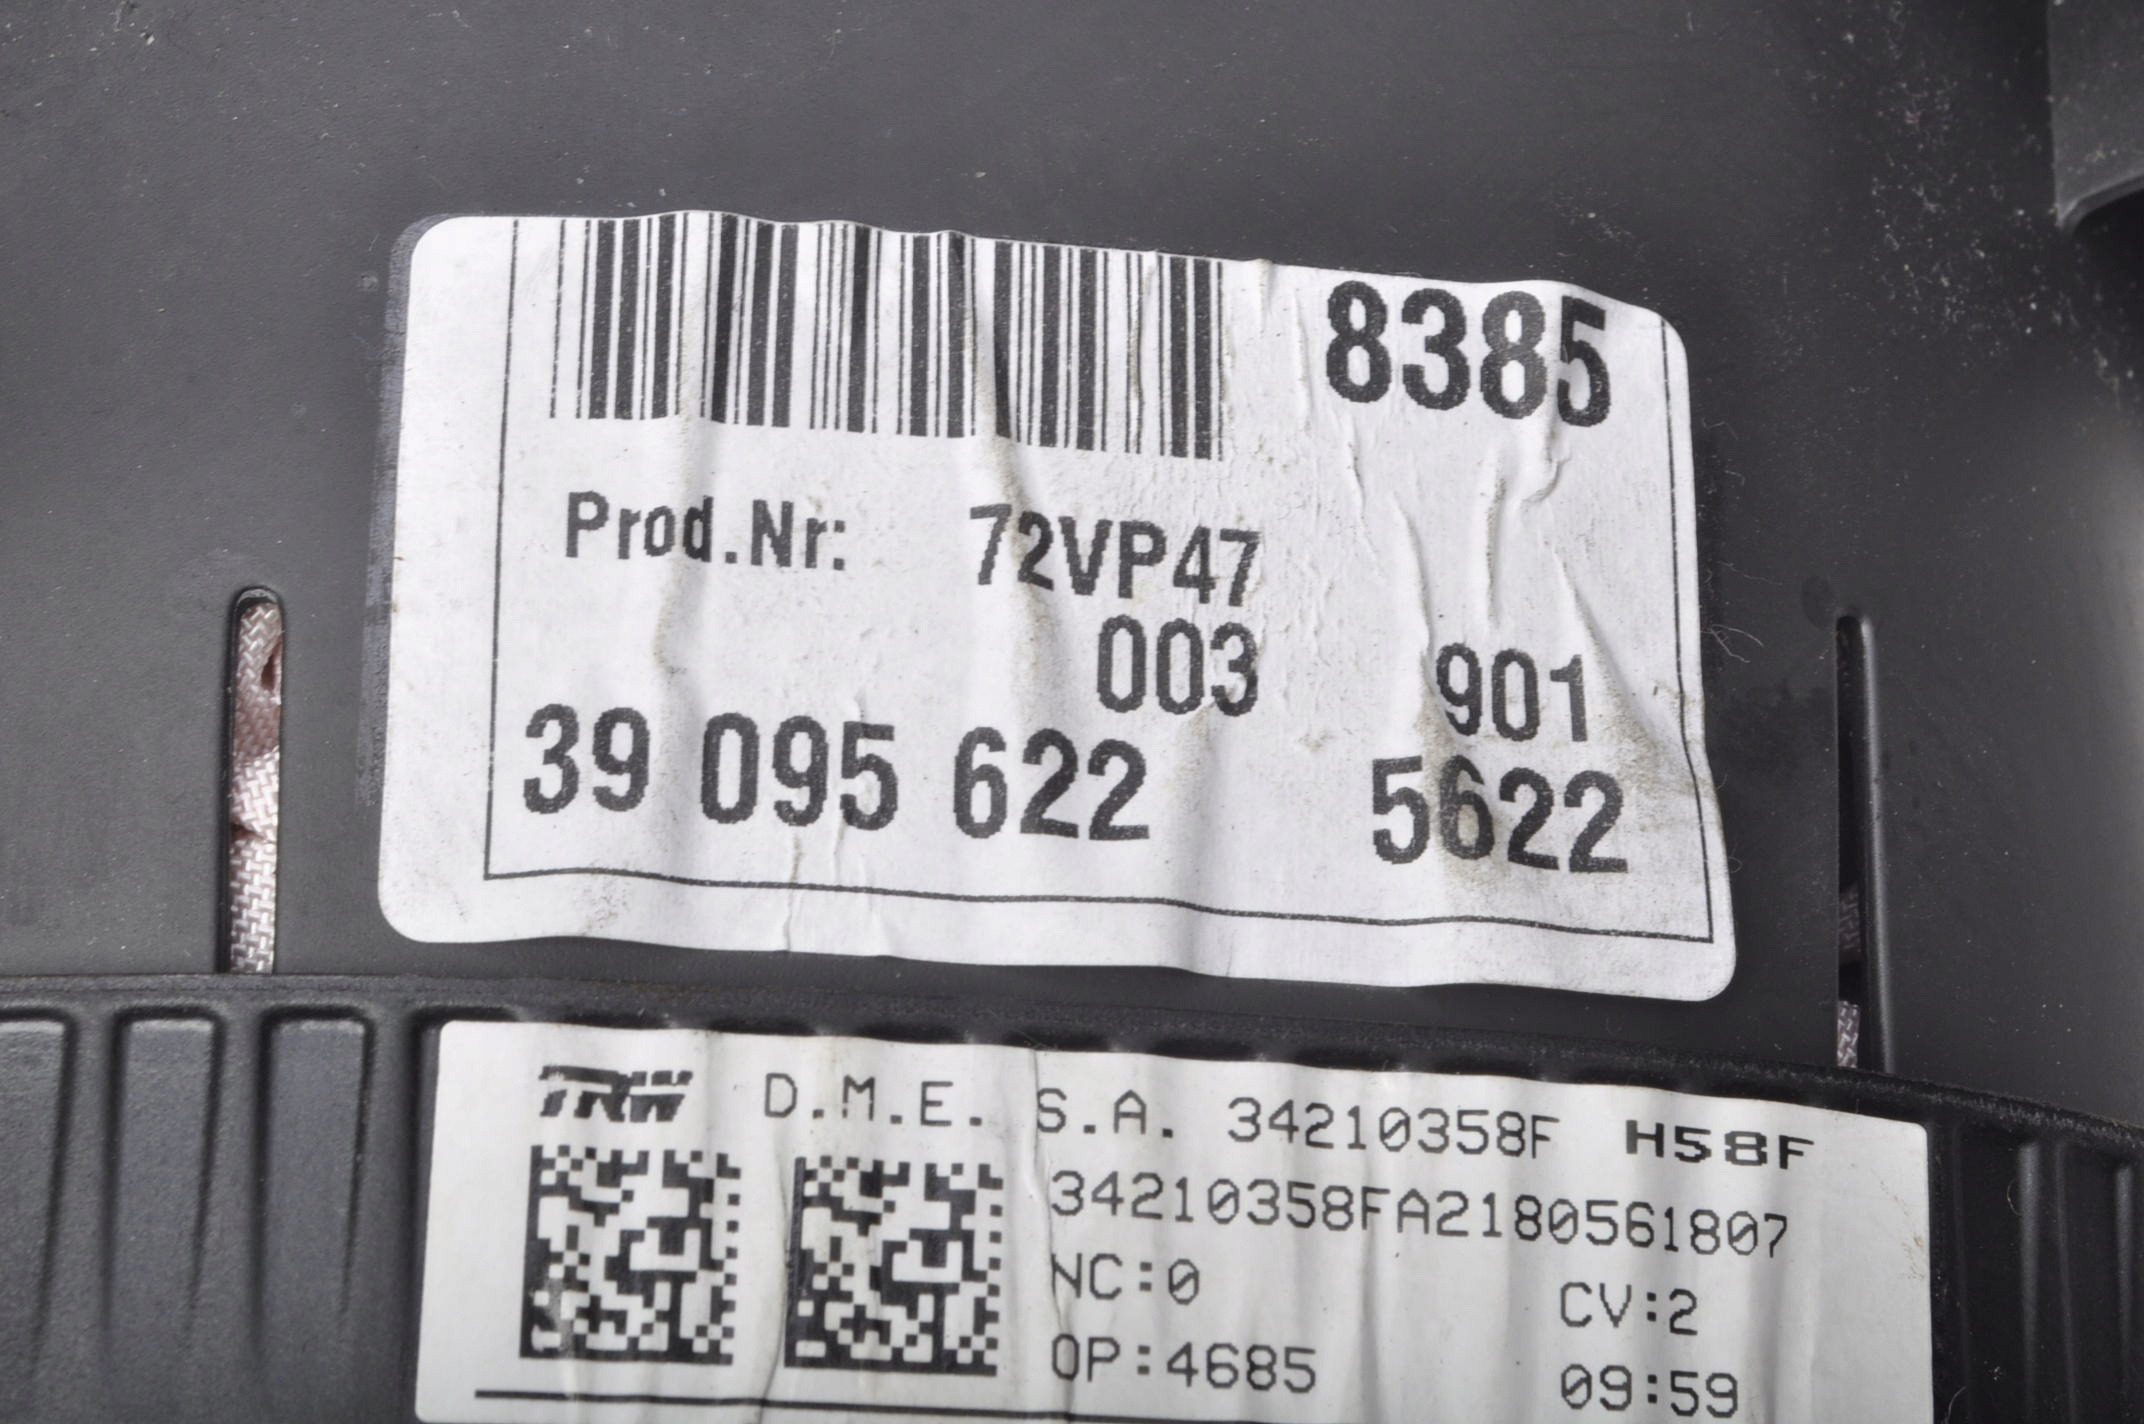 8385
Prod.Nr: 72VP47
003 901
39 095 622 5622
TRW D.M.E. S.A. 34210358F H58F
34210358FA2180561807
NC:0 CV:2
OP:4685 09:59